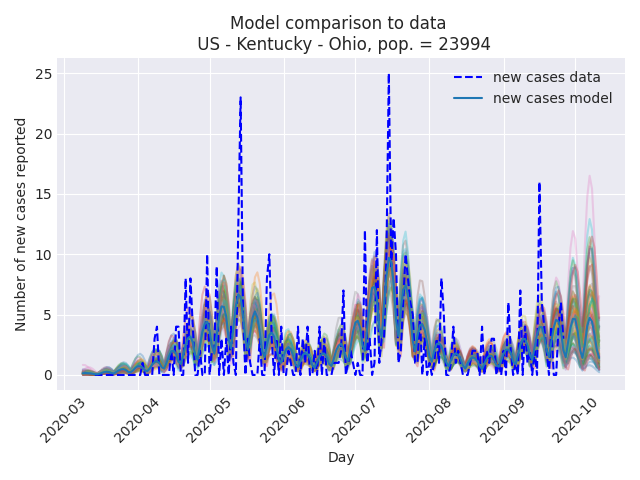 Model comparison to data
US - Kentucky - Ohio, pop. = 23994
new cases data
new cases model
Number of new cases reported
25
20
15
10
5
0
2020-03
2020-04
2020-05
2020-06
2020-07
2020-08
2020-09
2020-10
Day